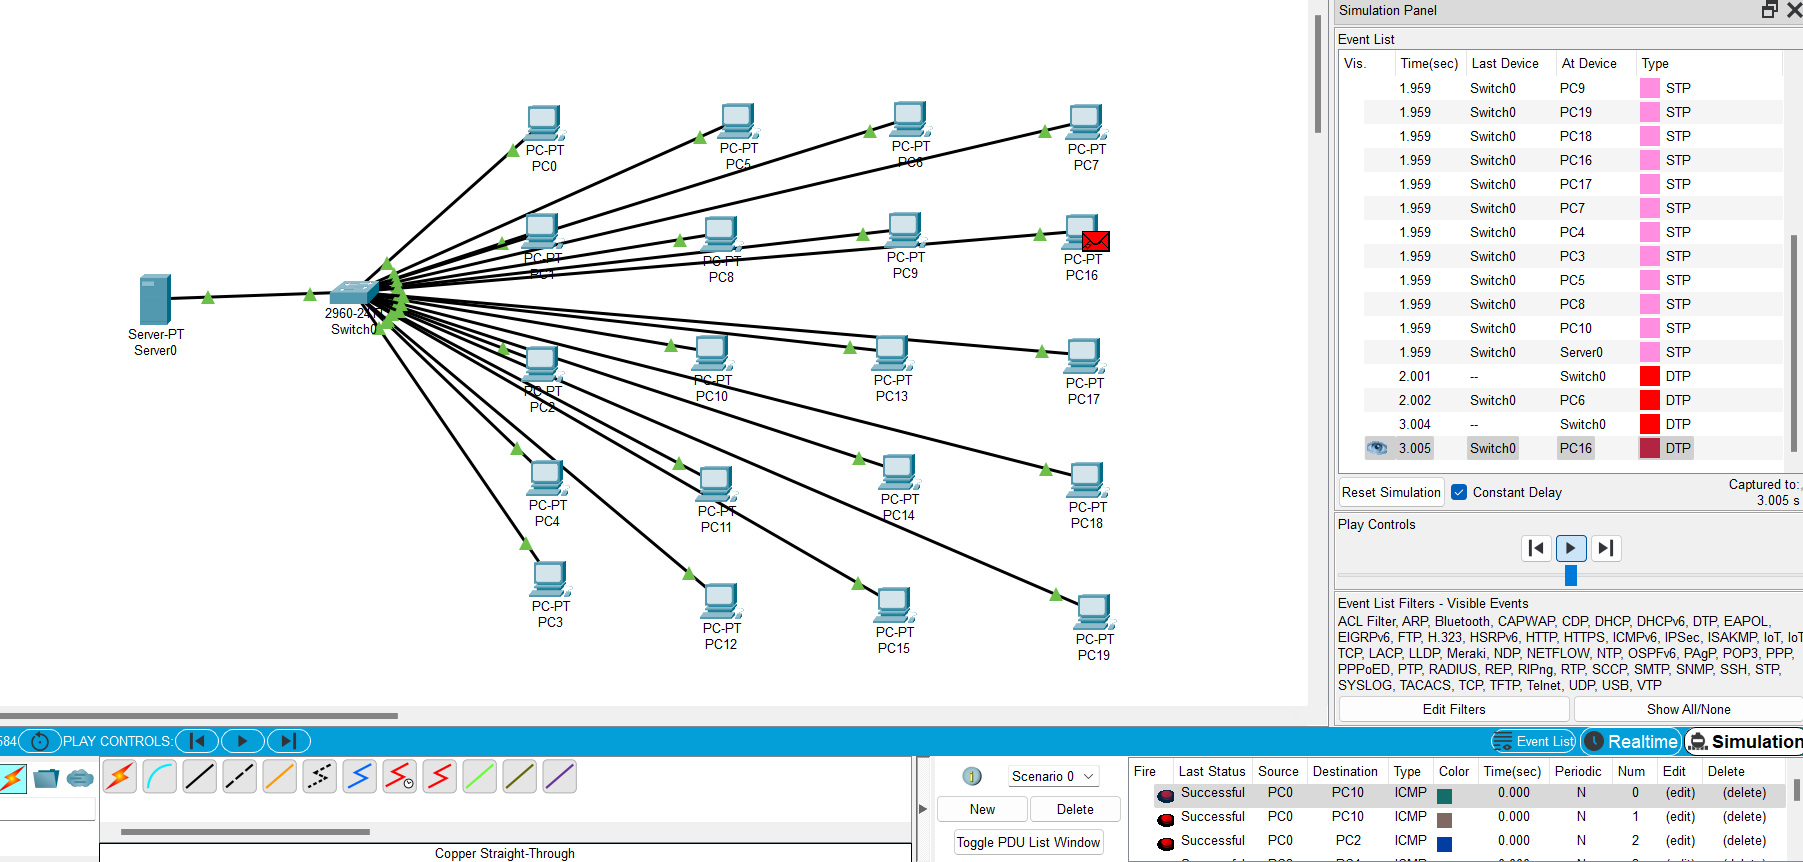 Simulation Panel
Event List
Vis. Time(sec) Last Device At Device Type
1.959 Switch0 PC9 STP
1.959 Switch0 PC19 STP
1.959 Switch0 PC18 STP
1.959 Switch0 PC16 STP
1.959 Switch0 PC17 STP
1.959 Switch0 PC7 STP
1.959 Switch0 PC4 STP
1.959 Switch0 PC3 STP
1.959 Switch0 PC5 STP
1.959 Switch0 PC8 STP
1.959 Switch0 PC10 STP
1.959 Switch0 Server0 STP
2.001 -- Switch0 DTP
2.002 Switch0 PC6 DTP
3.004 -- Switch0 DTP
3.005 Switch0 PC16 DTP
Reset Simulation Constant Delay Captured to:
3.005 s
Play Controls
Event List Filters - Visible Events
ACL Filter, ARP, Bluetooth, CAPWAP, CDP, DHCP, DHCPv6, DTP, EAPOL,
EIGRPv6, FTP, H.323, HSRPv6, HTTP, HTTPS, ICMPv6, IPSec, ISAKMP, IoT, IoT
TCP, LACP, LLDP, Meraki, NDP, NETFLOW, NTP, OSPFv6, PAgP, POP3, PPP,
PPPoED, PTP, RADIUS, REP, RIPng, RTP, SCCP, SMTP, SNMP, SSH, STP,
SYSLOG, TACACS, TCP, TFTP, Telnet, UDP, USB, VTP
Edit Filters Show All/None
PC-PT
PC0
PC-PT
PC5
PC-PT
PC6
PC-PT
PC7
PC-PT
PC1
PC-PT
PC8
PC-PT
PC9
PC-PT
PC16
Server-PT
Server0
2960-24
Switch0
PC-PT
PC2
PC-PT
PC10
PC-PT
PC13
PC-PT
PC17
PC-PT
PC4
PC-PT
PC11
PC-PT
PC14
PC-PT
PC18
PC-PT
PC3
PC-PT
PC12
PC-PT
PC15
PC-PT
PC19
584 PLAY CONTROLS: Event List Realtime Simulation
Copper Straight-Through
Scenario 0
New Delete
Toggle PDU List Window
Fire Last Status Source Destination Type Color Time(sec) Periodic Num Edit Delete
Successful PC0 PC10 ICMP 0.000 N 0 (edit) (delete)
Successful PC0 PC10 ICMP 0.000 N 1 (edit) (delete)
Successful PC0 PC2 ICMP 0.000 N 2 (edit) (delete)